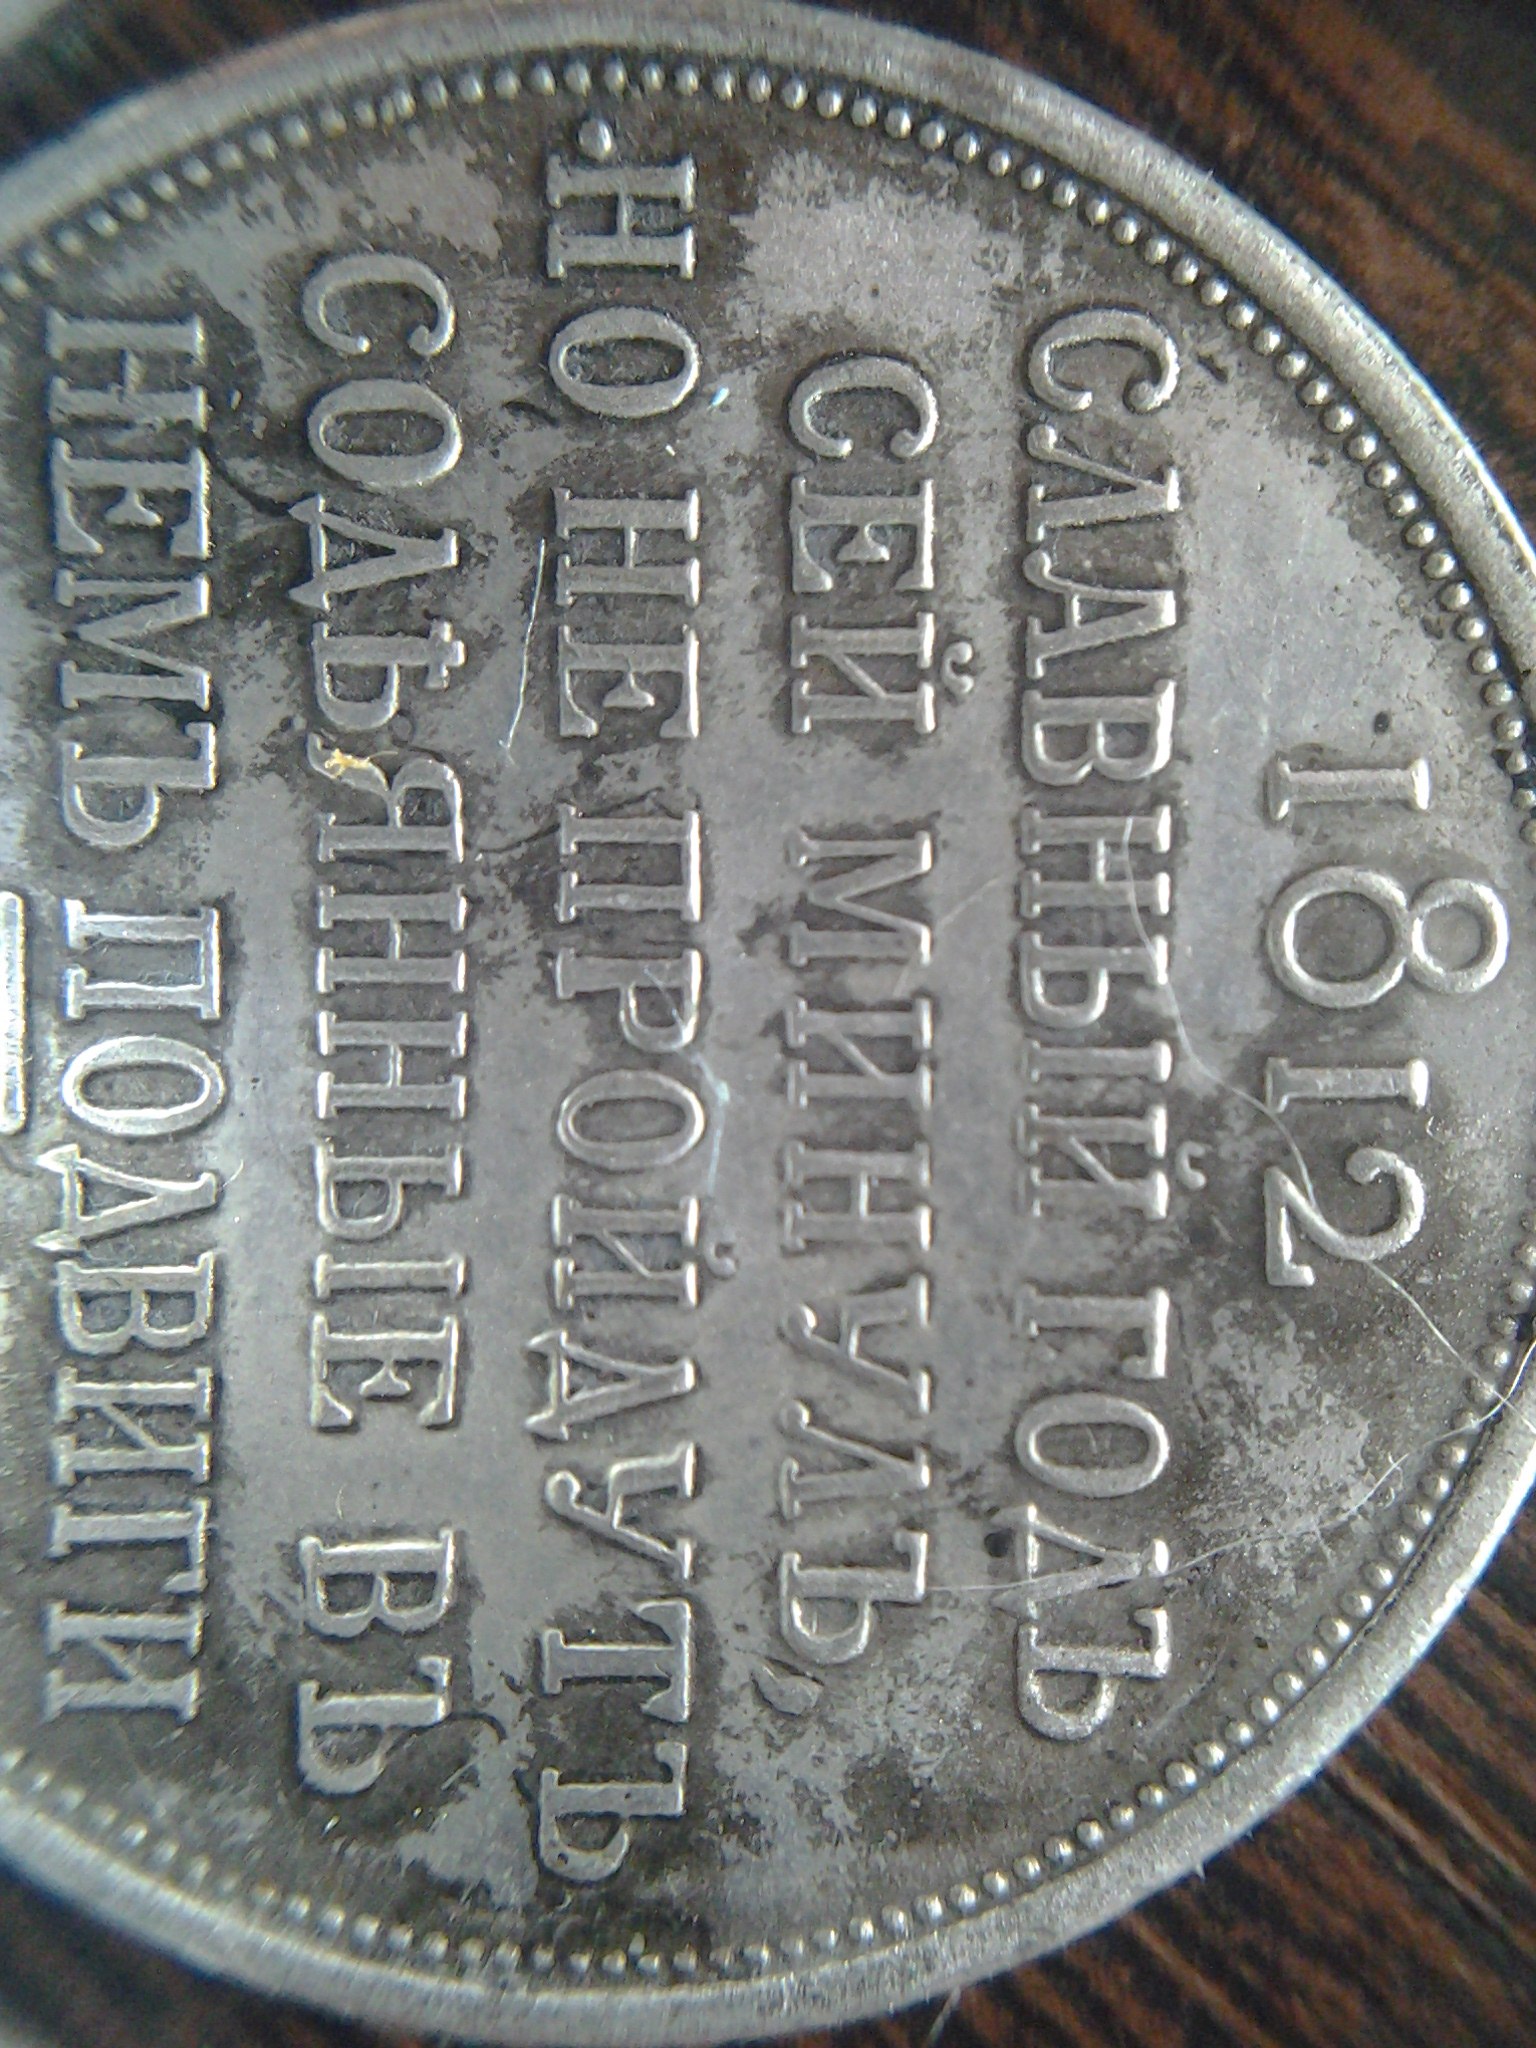 1812
СЛАВНЫЙ ГОДЪ
СЕЙ МИНУЛЪ
.НО НЕ ПРОЙДУТЪ
СОДѢЯННЫЕ ВЪ
НЕМЪ ПОДВИГИ